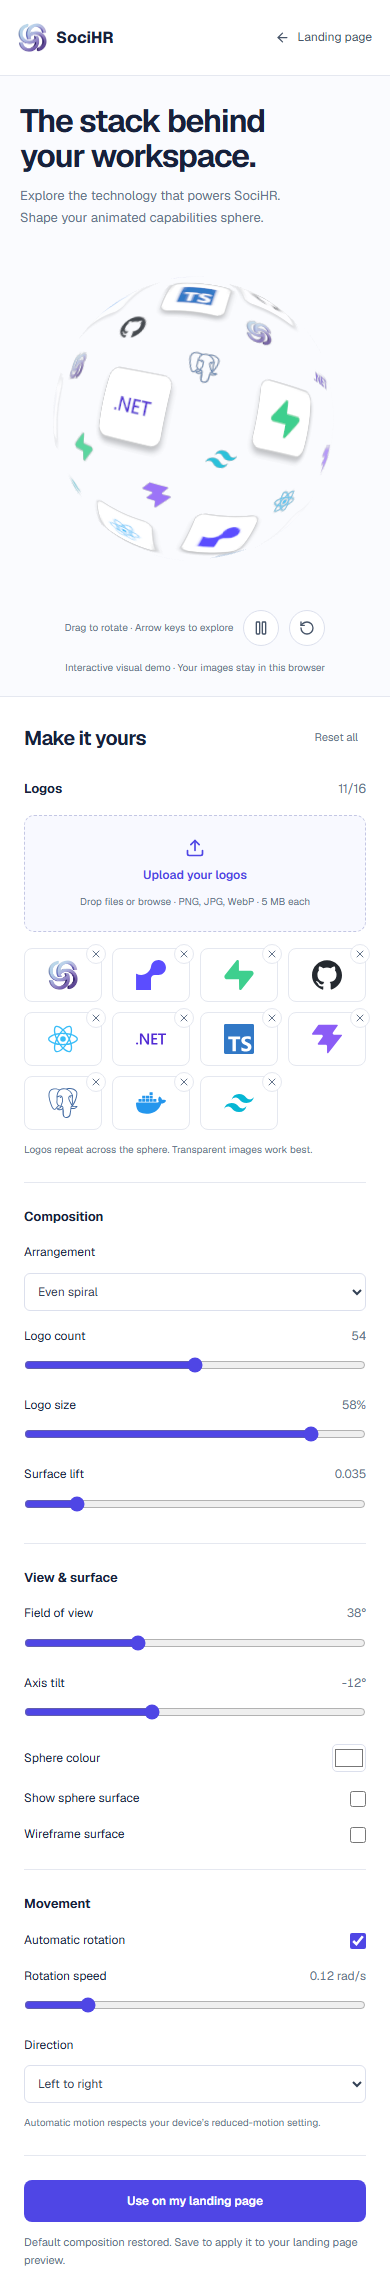 SociHR
Landing page
The stack behind
your workspace.
Explore the technology that powers SociHR.
Shape your animated capabilities sphere.
TS
.NET
.NET
Drag to rotate · Arrow keys to explore
Interactive visual demo · Your images stay in this browser
Make it yours
Reset all
Logos
11/16
Upload your logos
Drop files or browse · PNG, JPG, WebP · 5 MB each
.NET
TS
Logos repeat across the sphere. Transparent images work best.
Composition
Arrangement
Even spiral
Logo count
54
Logo size
58%
Surface lift
0.035
View & surface
Field of view
38°
Axis tilt
-12°
Sphere colour
Show sphere surface
Wireframe surface
Movement
Automatic rotation
Rotation speed
0.12 rad/s
Direction
Left to right
Automatic motion respects your device's reduced-motion setting.
Use on my landing page
Default composition restored. Save to apply it to your landing page
preview.